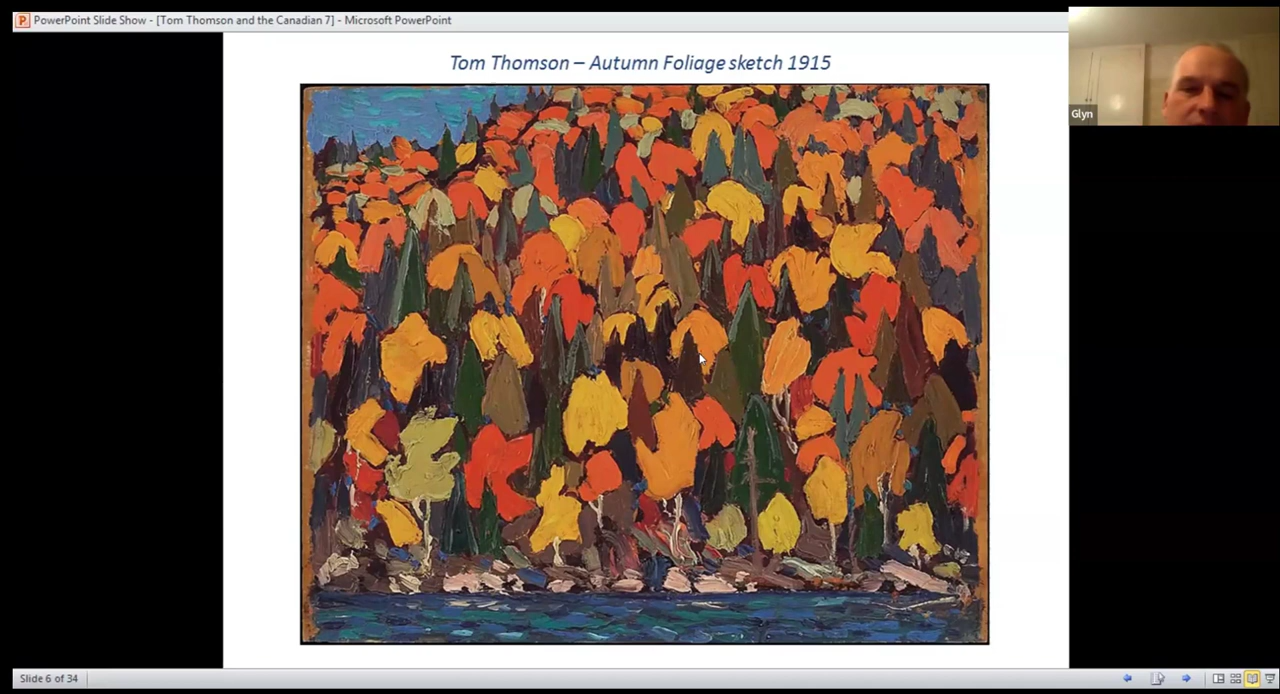 PowerPoint Slide Show - [Tom Thomson and the Canadian 7] - Microsoft PowerPoint
Tom Thomson – Autumn Foliage sketch 1915
Glyn
Slide 6 of 34